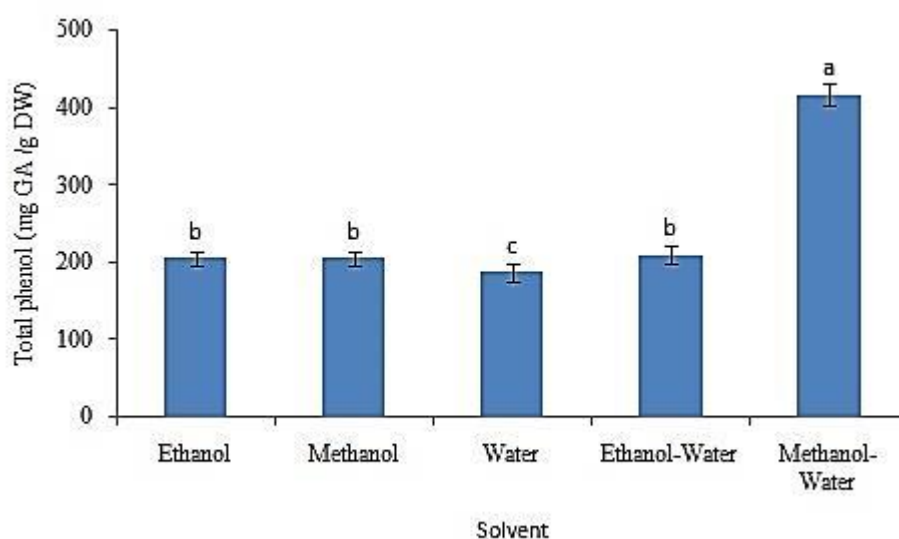 500
400
300
200
100
0
Total phenol (mg GA /g DW)
b
b
c
b
a
Ethanol
Methanol
Water
Ethanol-Water
Methanol-
Water
Solvent